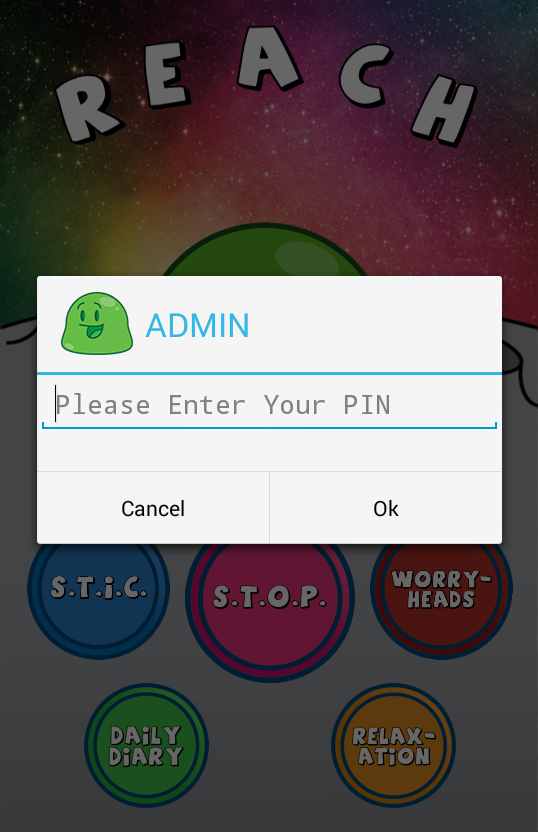 REACH
ADMIN
Please Enter Your PIN
Cancel Ok
S.T.i.C. S.T.O.P. WORRY-
HEADS
DAILY
DiARY
RELAX-
ATiON